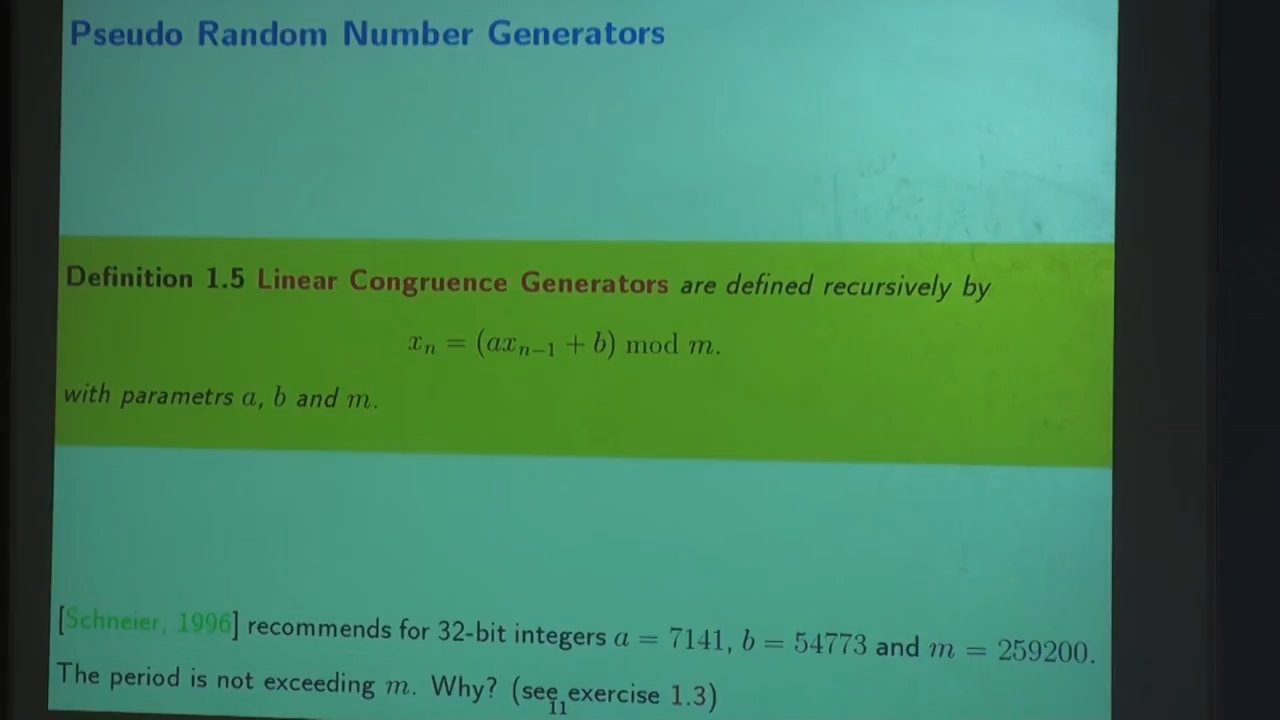 Pseudo Random Number Generators
Definition 1.5 Linear Congruence Generators are defined recursively by
xₙ = (axₙ₋₁ + b) mod m.
with parametrs a, b and m.
[Schneier, 1996] recommends for 32-bit integers a = 7141, b = 54773 and m = 259200.
The period is not exceeding m. Why? (see exercise 1.3)
11